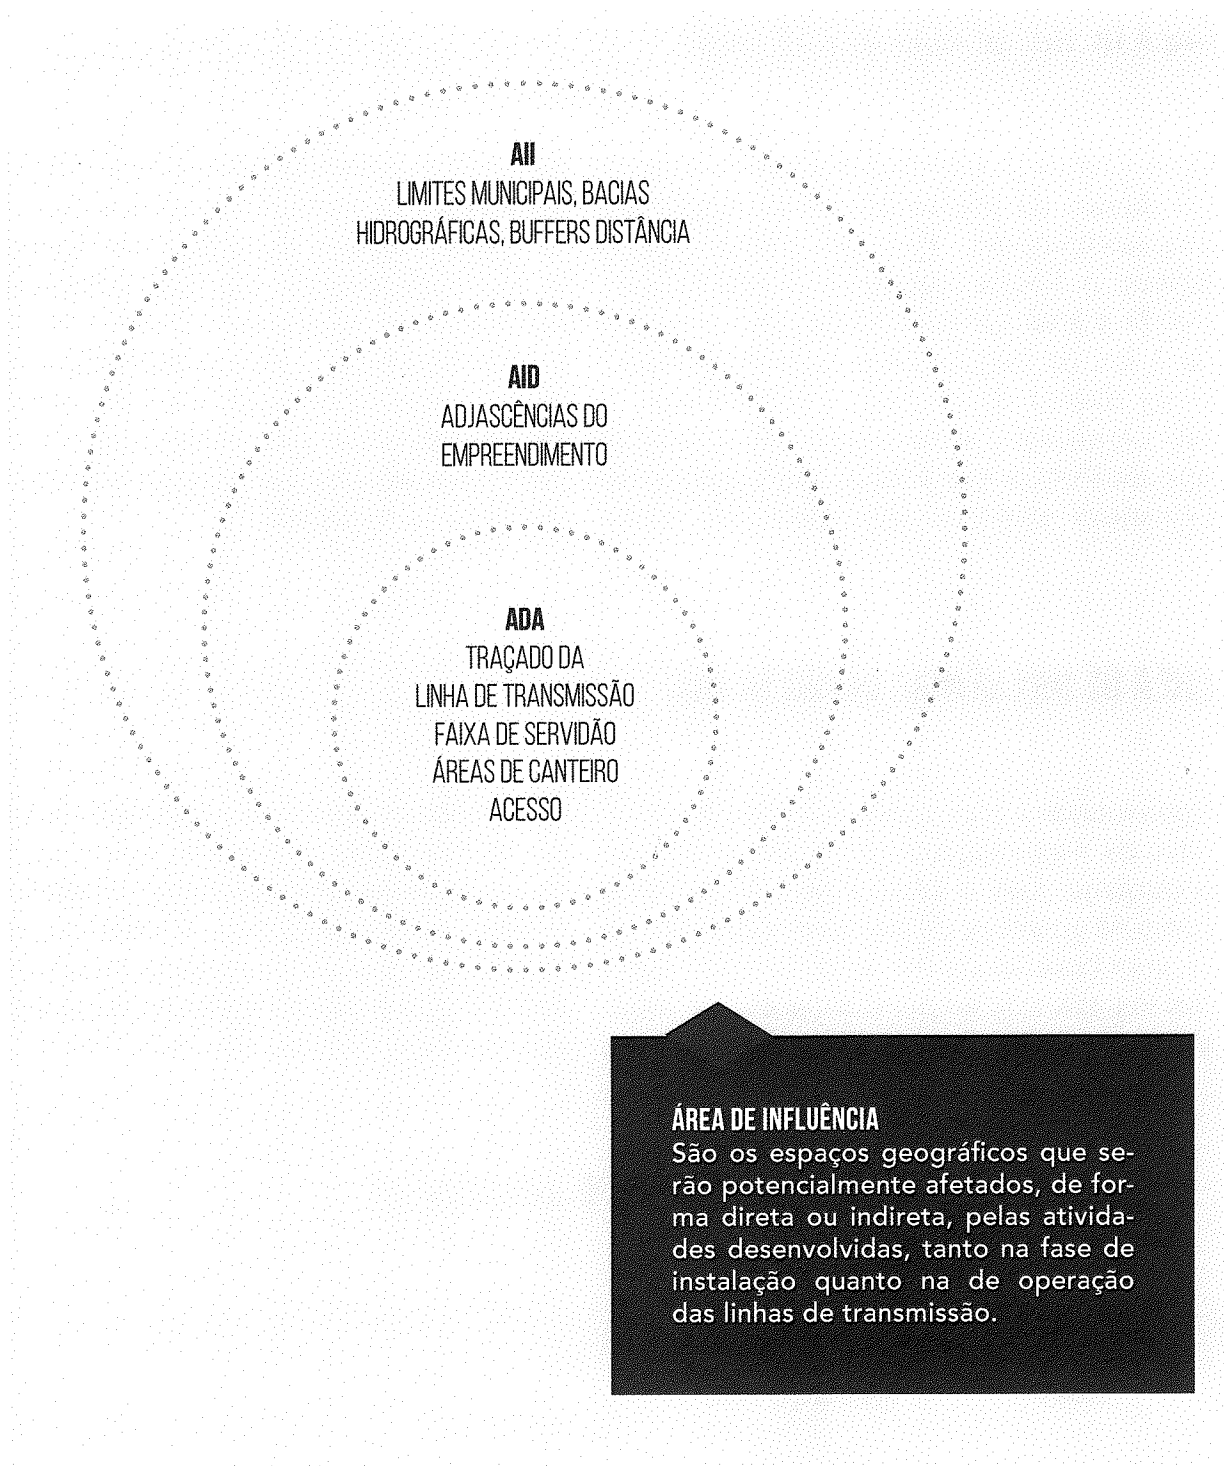 AII
LIMITES MUNICIPAIS, BACIAS
HIDROGRÁFICAS, BUFFERS DISTÂNCIA
AID
ADJASCÊNCIAS DO
EMPREENDIMENTO
ADA
TRAÇADO DA
LINHA DE TRANSMISSÃO
FAIXA DE SERVIDÃO
ÁREAS DE CANTEIRO
ACESSO
ÁREA DE INFLUÊNCIA
São os espaços geográficos que se-
rão potencialmente afetados, de for-
ma direta ou indireta, pelas ativida-
des desenvolvidas, tanto na fase de
instalação quanto na de operação
das linhas de transmissão.